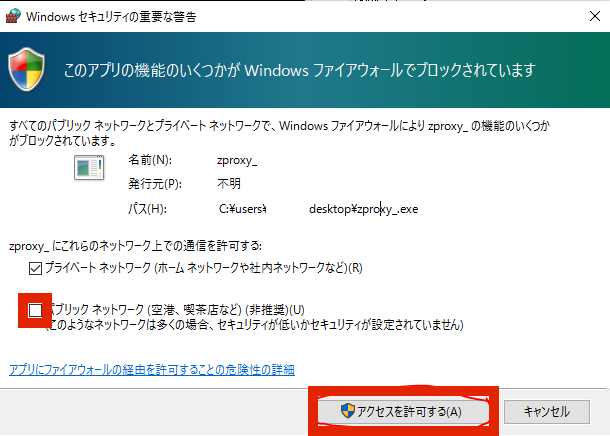 Windows セキュリティの重要な警告
このアプリの機能のいくつかが Windows ファイアウォールでブロックされています
すべてのパブリック ネットワークとプライベート ネットワークで、Windows ファイアウォールにより zproxy_ の機能のいくつか
がブロックされています。
名前(N): zproxy_
発行元(P): 不明
パス(H): C:¥users¥ desktop¥zproxy_.exe
zproxy_ にこれらのネットワーク上での通信を許可する:
プライベート ネットワーク (ホーム ネットワークや社内ネットワークなど)(R)
パブリック ネットワーク (空港、喫茶店など) (非推奨)(U)
(このようなネットワークは多くの場合、セキュリティが低いかセキュリティが設定されていません)
アプリにファイアウォールの経由を許可することの危険性の詳細
アクセスを許可する(A) キャンセル